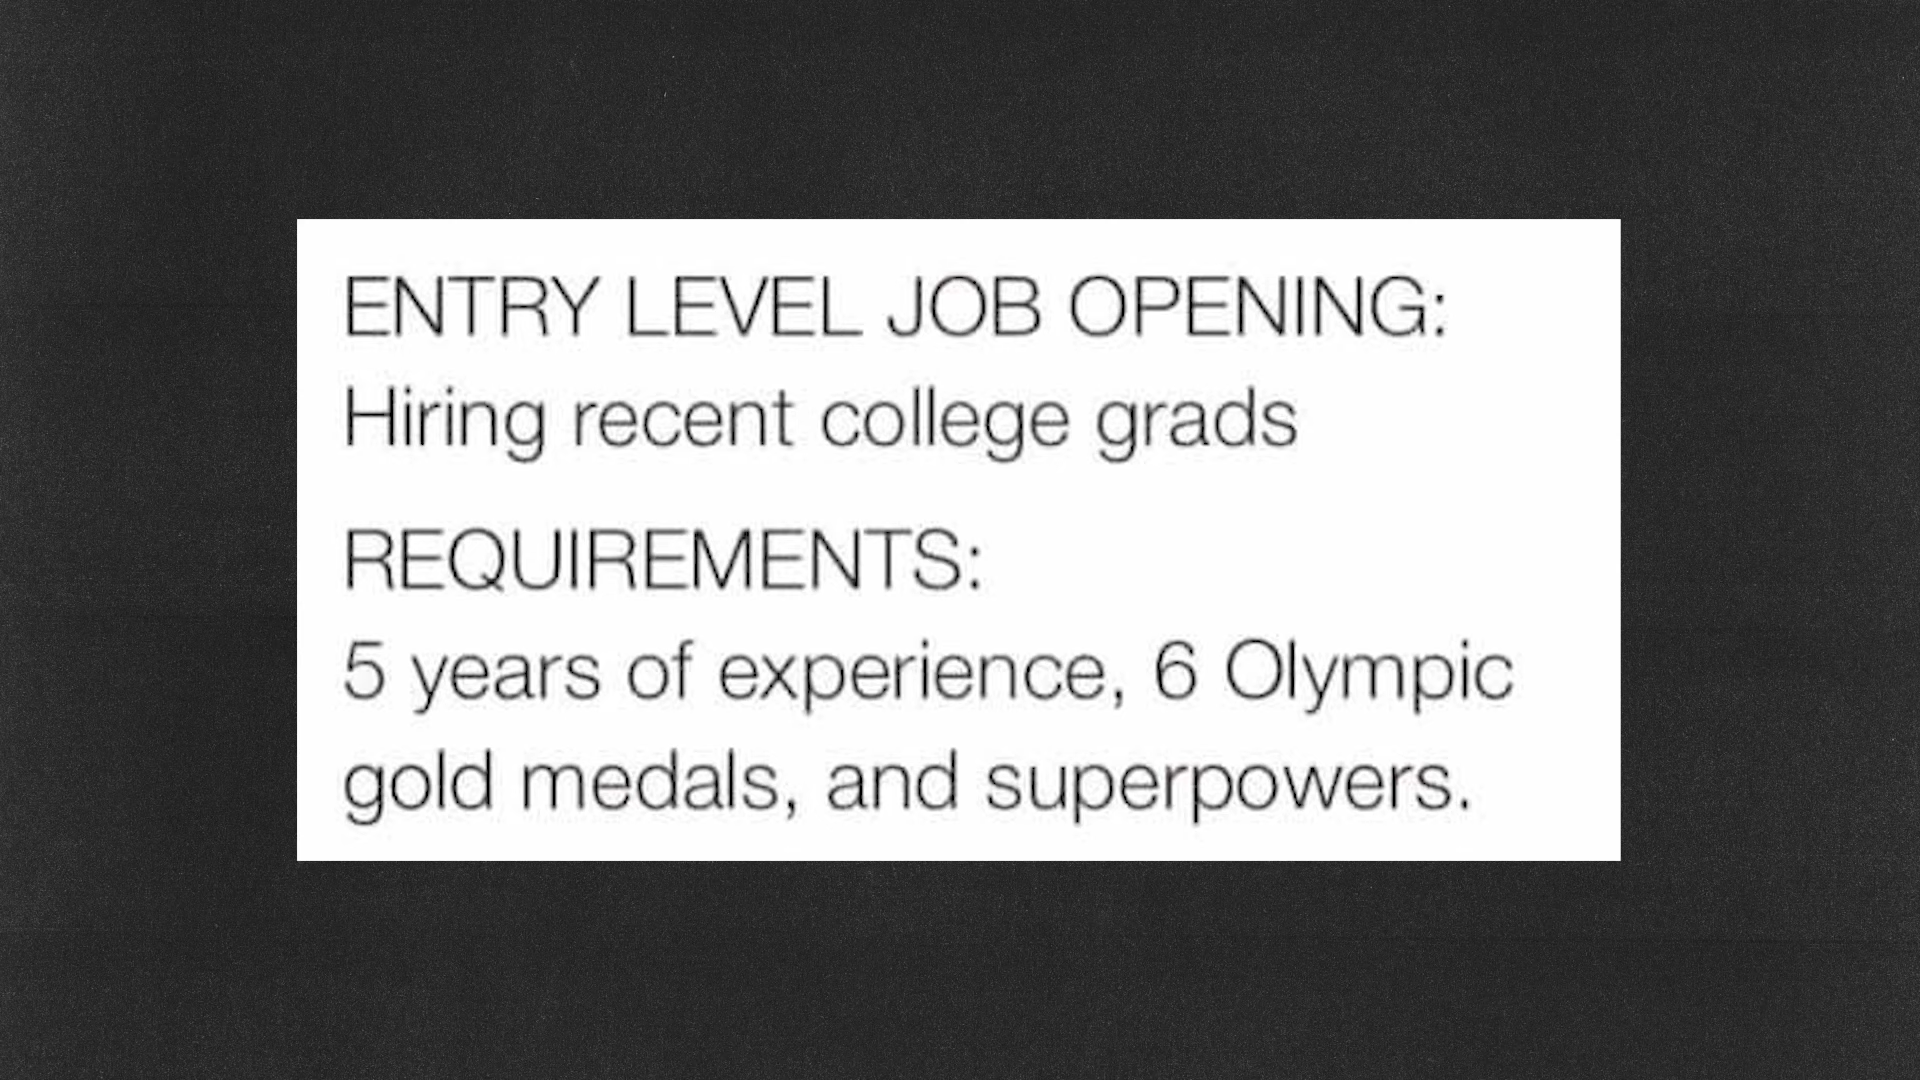 ENTRY LEVEL JOB OPENING:
Hiring recent college grads
REQUIREMENTS:
5 years of experience, 6 Olympic
gold medals, and superpowers.